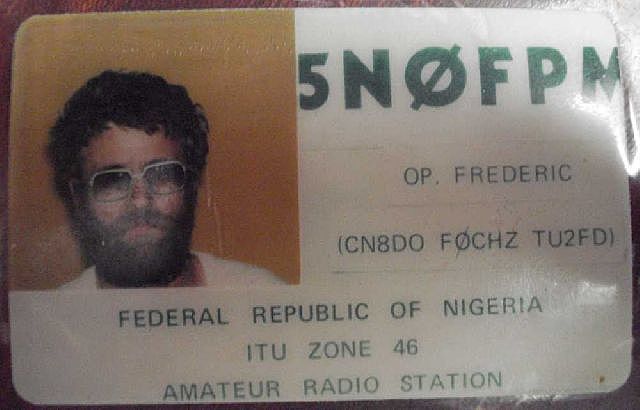 5NØFPM
OP. FREDERIC
(CN8DO FØCHZ TU2FD)
FEDERAL REPUBLIC OF NIGERIA
ITU ZONE 46
AMATEUR RADIO STATION